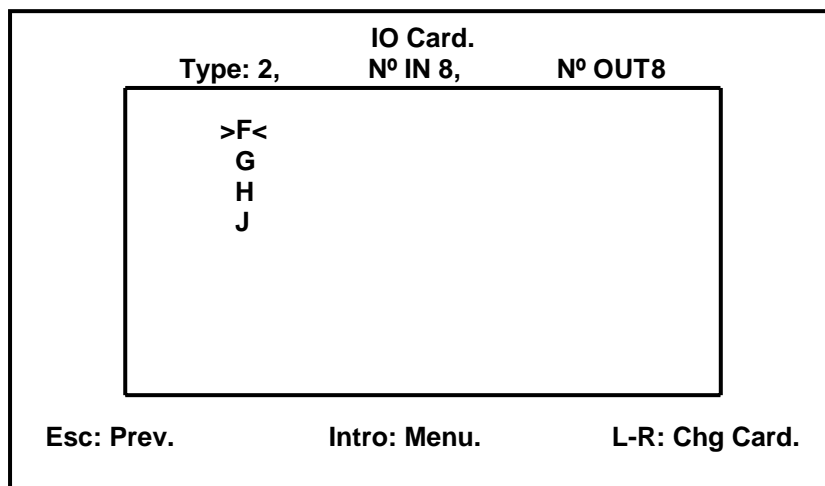 IO Card.
Type: 2, Nº IN 8, Nº OUT8
>F<
G
H
J
Esc: Prev. Intro: Menu. L-R: Chg Card.